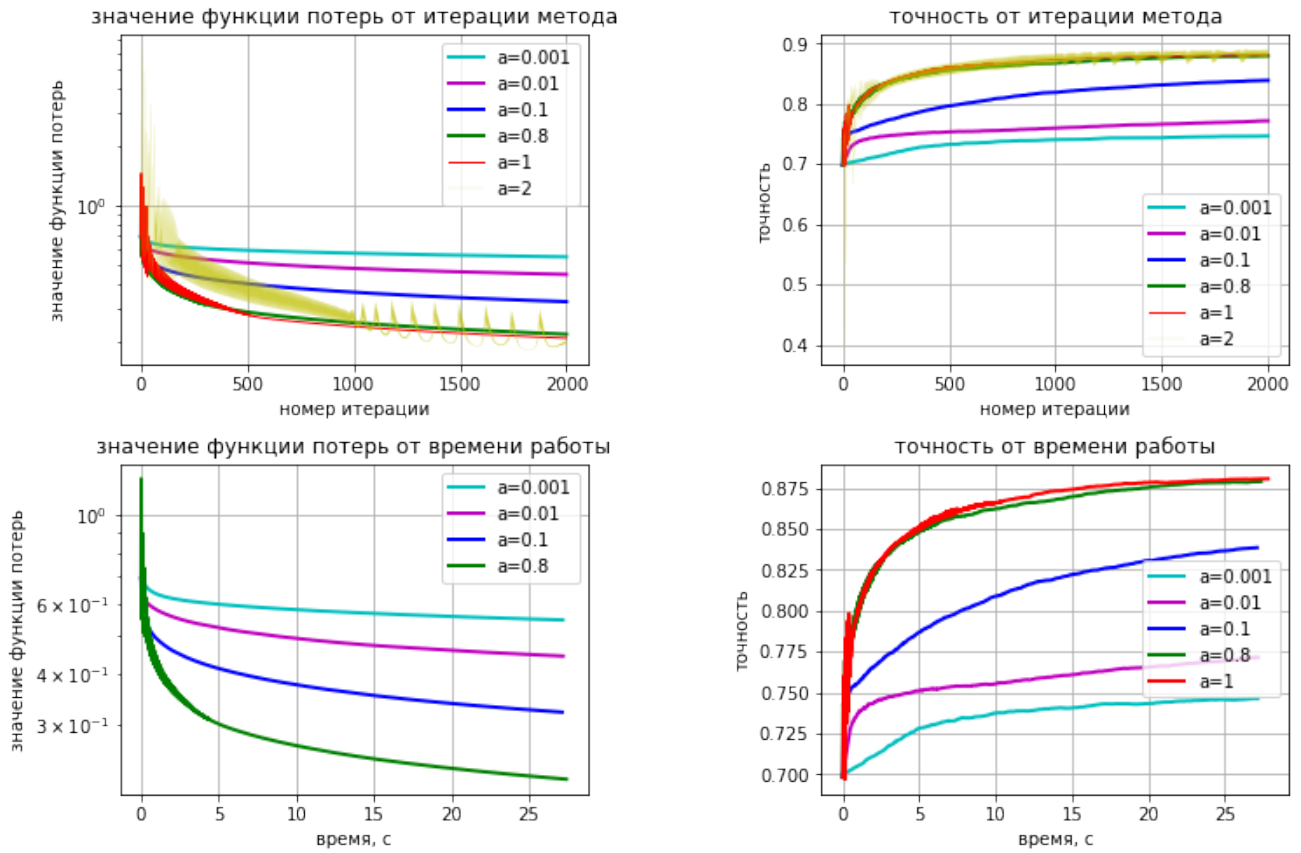 значение функции потерь от итерации метода
значение функции потерь
10⁰
a=0.001
a=0.01
a=0.1
a=0.8
a=1
a=2
0 500 1000 1500 2000
номер итерации
точность от итерации метода
точность
0.9
0.8
0.7
0.6
0.5
0.4
a=0.001
a=0.01
a=0.1
a=0.8
a=1
a=2
0 500 1000 1500 2000
номер итерации
значение функции потерь от времени работы
значение функции потерь
10⁰
6 × 10⁻¹
4 × 10⁻¹
3 × 10⁻¹
a=0.001
a=0.01
a=0.1
a=0.8
0 5 10 15 20 25
время, с
точность от времени работы
точность
0.875
0.850
0.825
0.800
0.775
0.750
0.725
0.700
a=0.001
a=0.01
a=0.1
a=0.8
a=1
0 5 10 15 20 25
время, с